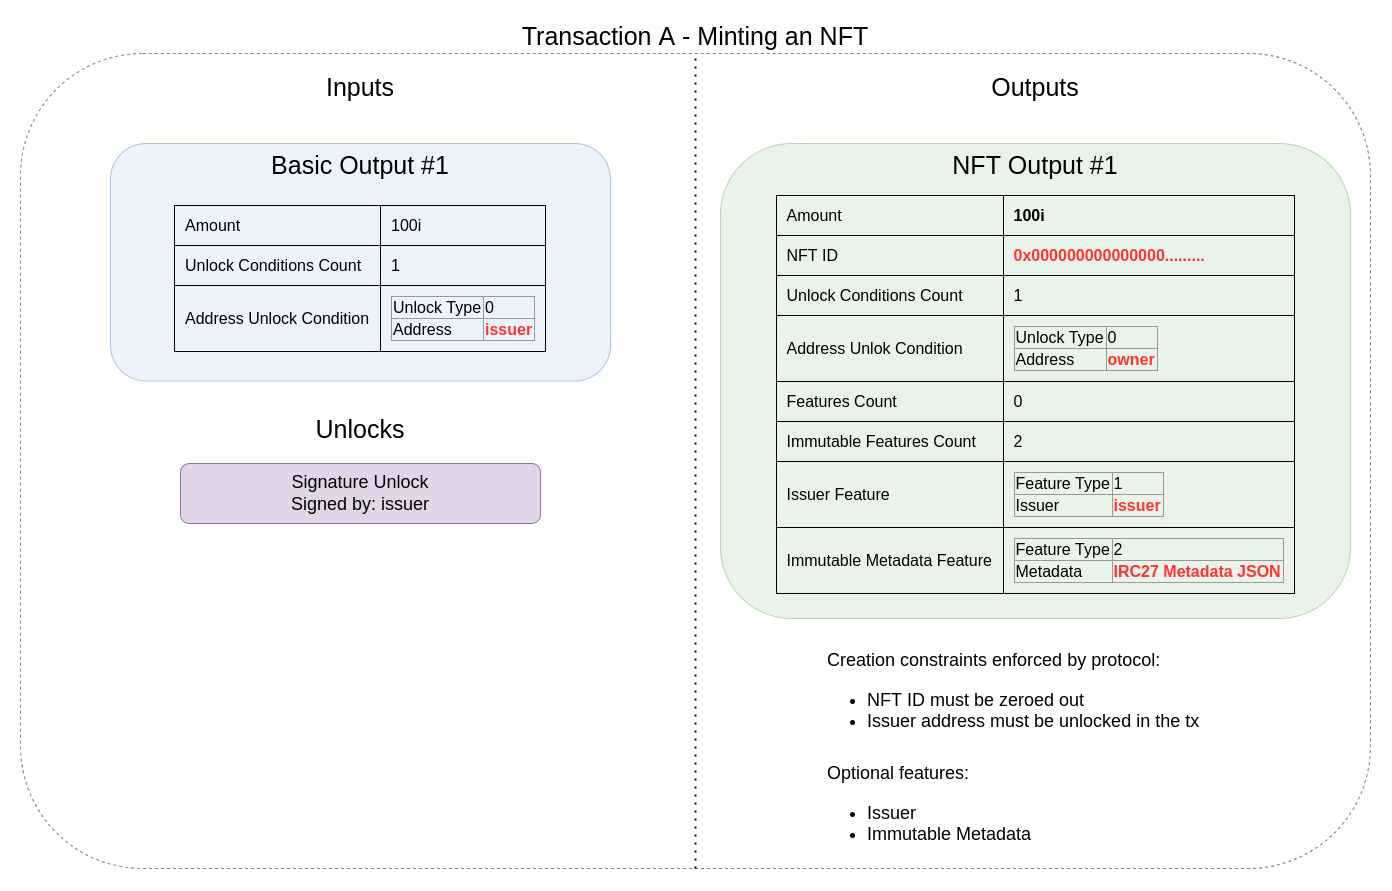 Transaction A - Minting an NFT
Inputs
Basic Output #1
Amount 100i
Unlock Conditions Count 1
Address Unlock Condition
Unlock Type 0
Address issuer
Unlocks
Signature Unlock
Signed by: issuer
Outputs
NFT Output #1
Amount 100i
NFT ID 0x000000000000000.........
Unlock Conditions Count 1
Address Unlok Condition
Unlock Type 0
Address owner
Features Count 0
Immutable Features Count 2
Issuer Feature
Feature Type 1
Issuer issuer
Immutable Metadata Feature
Feature Type 2
Metadata IRC27 Metadata JSON
Creation constraints enforced by protocol:
• NFT ID must be zeroed out
• Issuer address must be unlocked in the tx
Optional features:
• Issuer
• Immutable Metadata